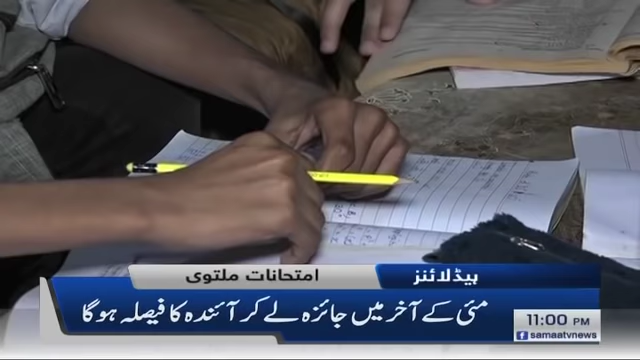 ہیڈلائنز
امتحانات ملتوی
مئی کے آخر میں جائزہ لے کر آئندہ کا فیصلہ ہوگا
11:00 PM
samaatvnews